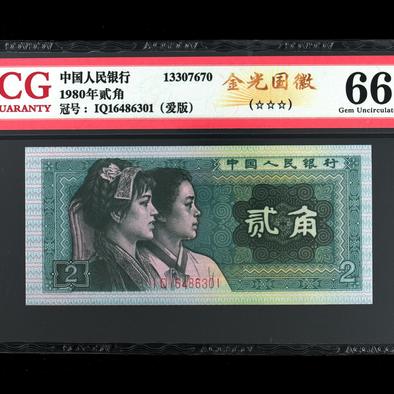 CG
UARANTY
中国人民银行
1980年贰角
冠号：IQ16486301（爱版）
13307670
金光国徽
(☆☆☆)
66
Gem Uncirculat
中国人民银行
贰角
2
IQ16486301
2